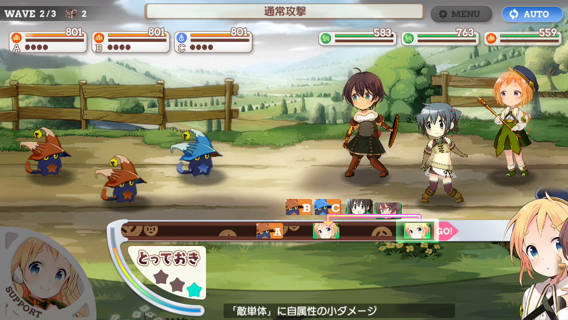 WAVE 2/3 2
通常攻撃
MENU
AUTO
801 801 801 583 763 559
A B C
B C
A GO!
とっておき
SUPPORT
「敵単体」に自属性の小ダメージ